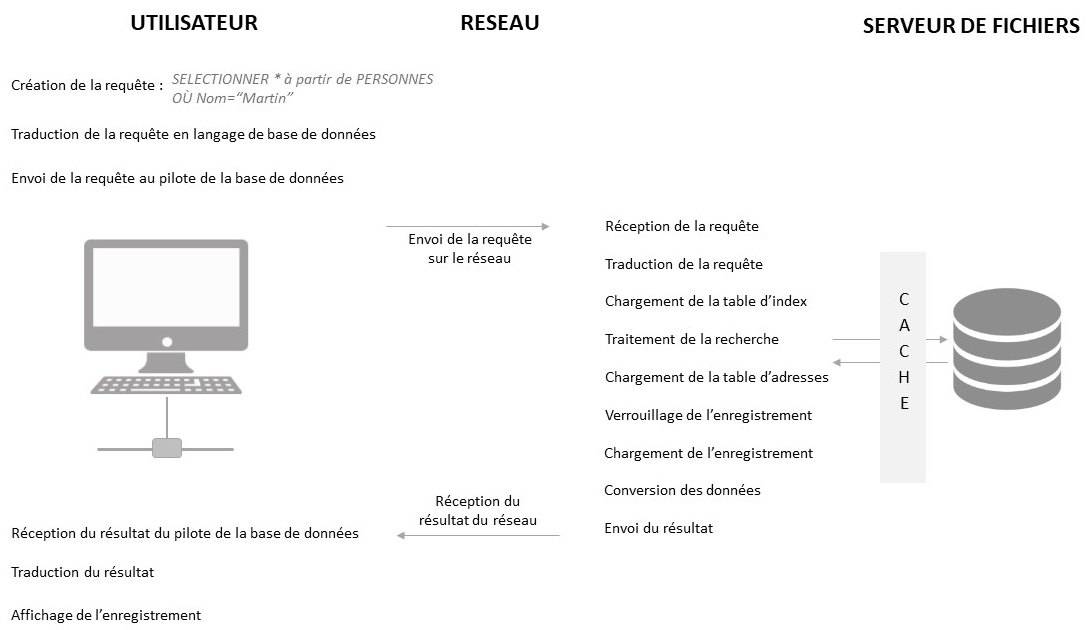 UTILISATEUR
RESEAU
SERVEUR DE FICHIERS
Création de la requête : SELECTIONNER * à partir de PERSONNES
OÙ Nom=“Martin”
Traduction de la requête en langage de base de données
Envoi de la requête au pilote de la base de données
Envoi de la requête
sur le réseau
Réception de la requête
Traduction de la requête
Chargement de la table d’index
Traitement de la recherche
Chargement de la table d’adresses
Verrouillage de l’enregistrement
Chargement de l’enregistrement
Conversion des données
Envoi du résultat
C
A
C
H
E
Réception du
résultat du réseau
Réception du résultat du pilote de la base de données
Traduction du résultat
Affichage de l’enregistrement